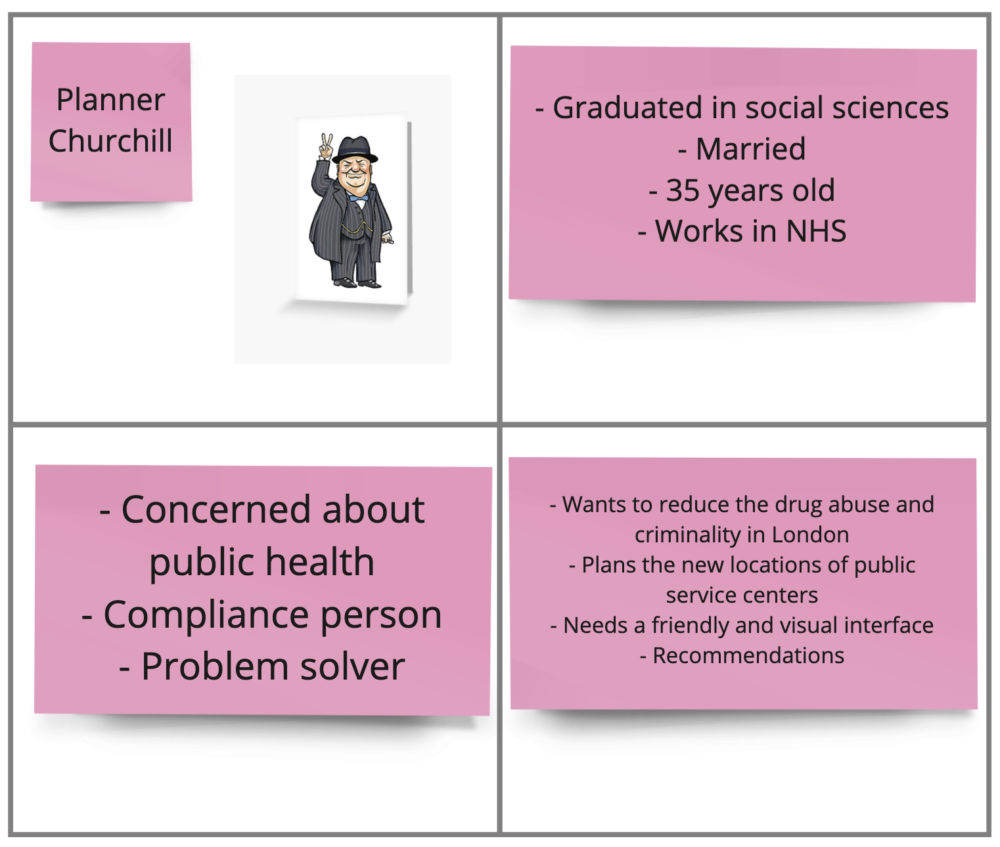 Planner
Churchill
- Graduated in social sciences
- Married
- 35 years old
- Works in NHS
- Concerned about
public health
- Compliance person
- Problem solver
- Wants to reduce the drug abuse and
criminality in London
- Plans the new locations of public
service centers
- Needs a friendly and visual interface
- Recommendations